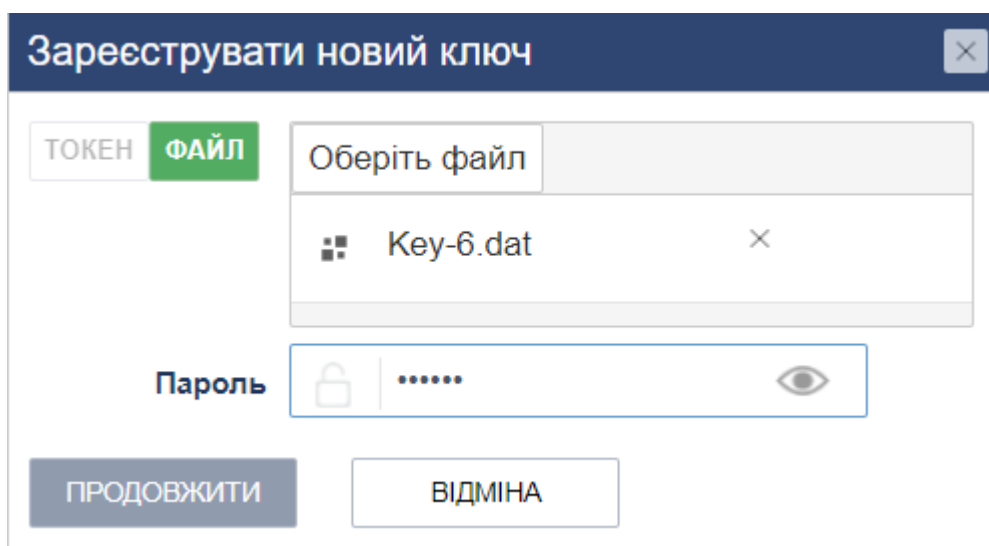 Зареєструвати новий ключ
ТОКЕН ФАЙЛ Оберіть файл
Key-6.dat
Пароль ••••••
ПРОДОВЖИТИ ВІДМІНА